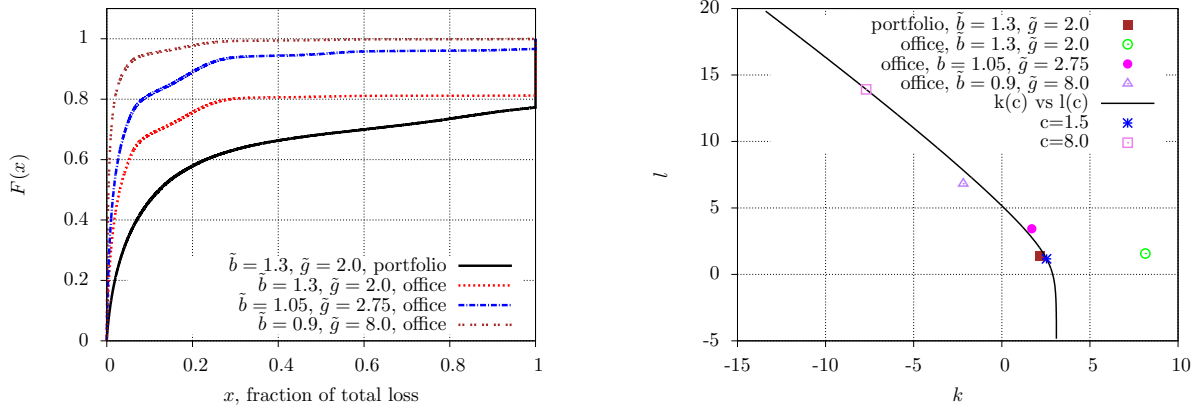 1
0.8
0.6
0.4
0.2
0
F(x)
b̃ = 1.3, g̃ = 2.0, portfolio
b̃ = 1.3, g̃ = 2.0, office
b̃ = 1.05, g̃ = 2.75, office
b̃ = 0.9, g̃ = 8.0, office
0 0.2 0.4 0.6 0.8 1
x, fraction of total loss
20
15
10
5
0
-5
l
portfolio, b̃ = 1.3, g̃ = 2.0
office, b̃ = 1.3, g̃ = 2.0
office, b̃ = 1.05, g̃ = 2.75
office, b̃ = 0.9, g̃ = 8.0
k(c) vs l(c)
c=1.5
c=8.0
-15 -10 -5 0 5 10
k